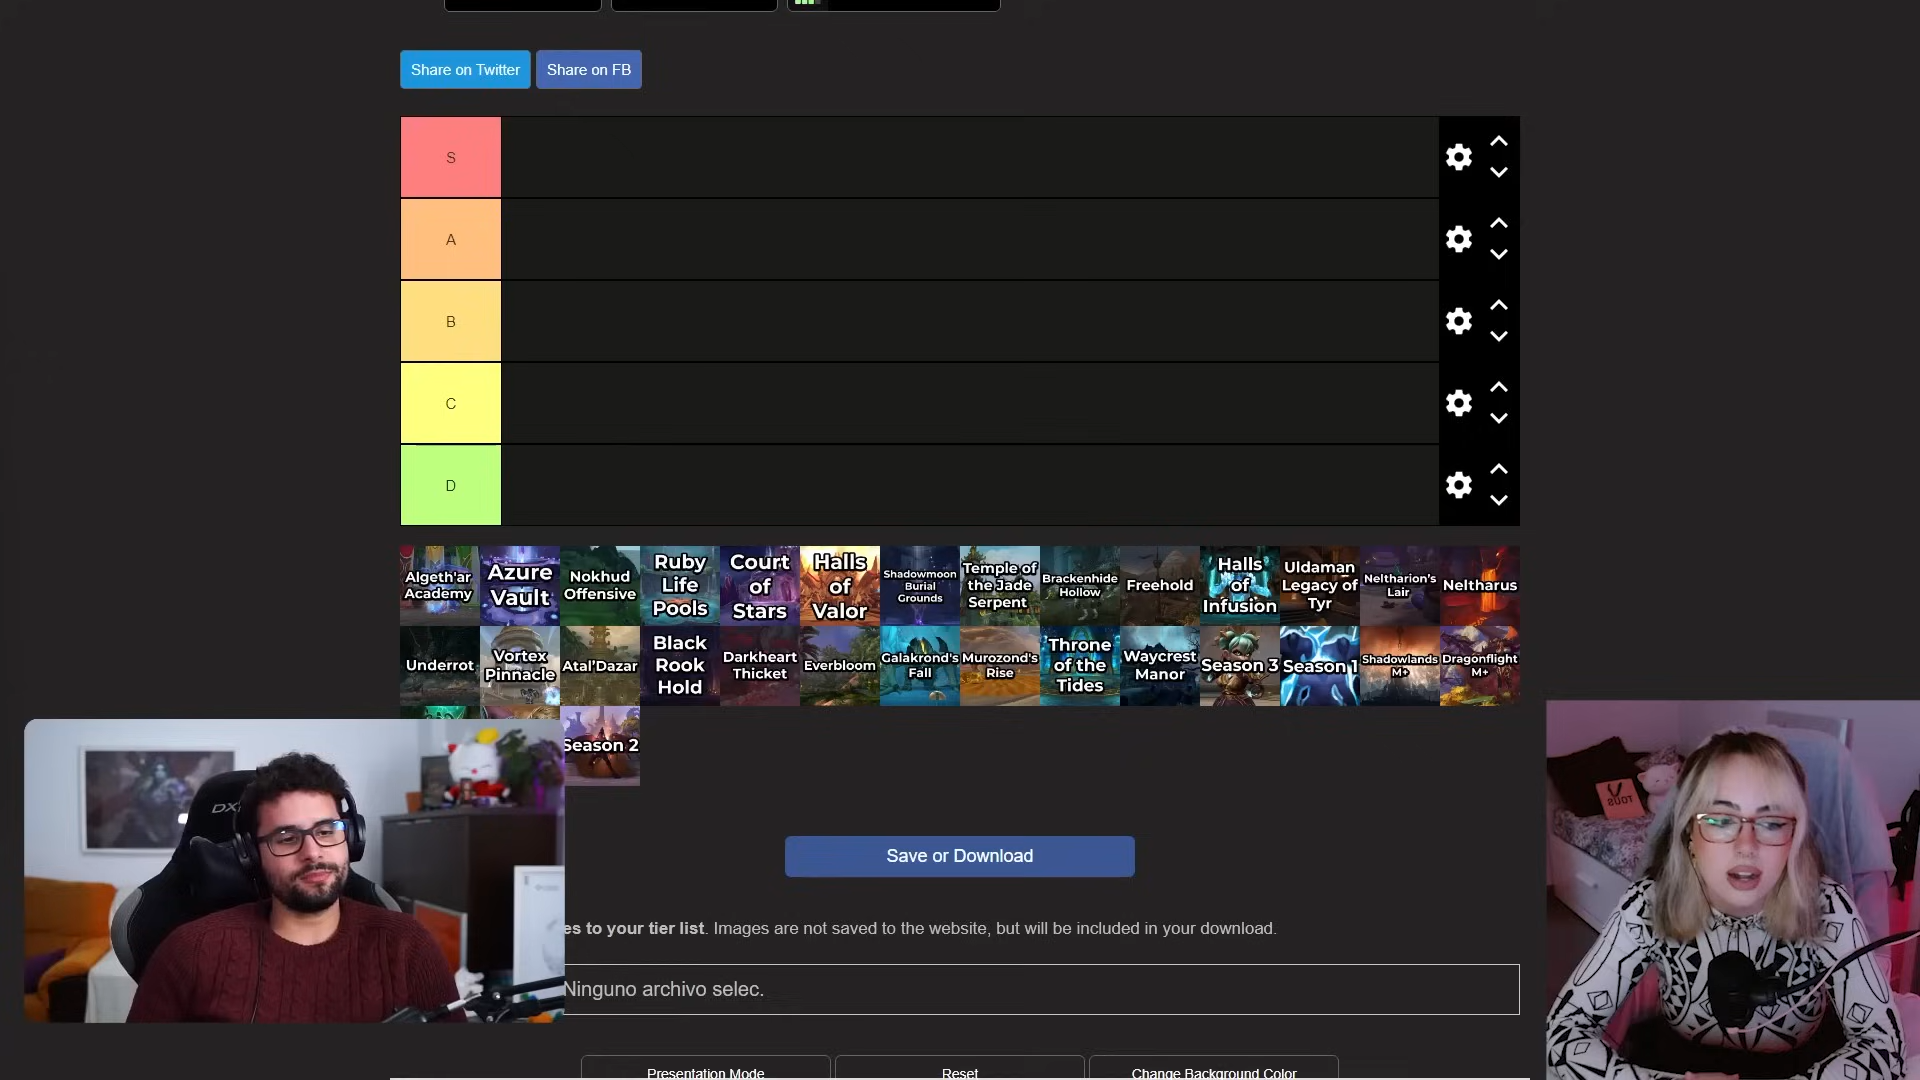 Share on Twitter
Share on FB
S
A
B
C
D
Algeth'ar
Academy
Azure
Vault
Nokhud
Offensive
Ruby
Life
Pools
Court
of
Stars
Halls
of
Valor
Shadowmoon
Burial
Grounds
Temple of
the Jade
Serpent
Brackenhide
Hollow
Freehold
Halls
of
Infusion
Uldaman
Legacy of
Tyr
Neltharion's
Lair
Neltharus
Underrot
Vortex
Pinnacle
Atal'Dazar
Black
Rook
Hold
Darkheart
Thicket
Everbloom
Galakrond's
Fall
Murozond's
Rise
Throne
of the
Tides
Waycrest
Manor
Season 3
Season 1
Shadowlands
M+
Dragonflight
M+
Season 2
Save or Download
es to your tier list. Images are not saved to the website, but will be included in your download.
Ninguno archivo selec.
Presentation Mode
Reset
Change Background Color